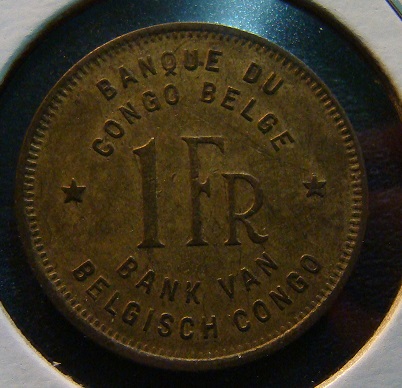 BANQUE DU
CONGO BELGE
1 FR
BANK VAN
BELGISCH CONGO